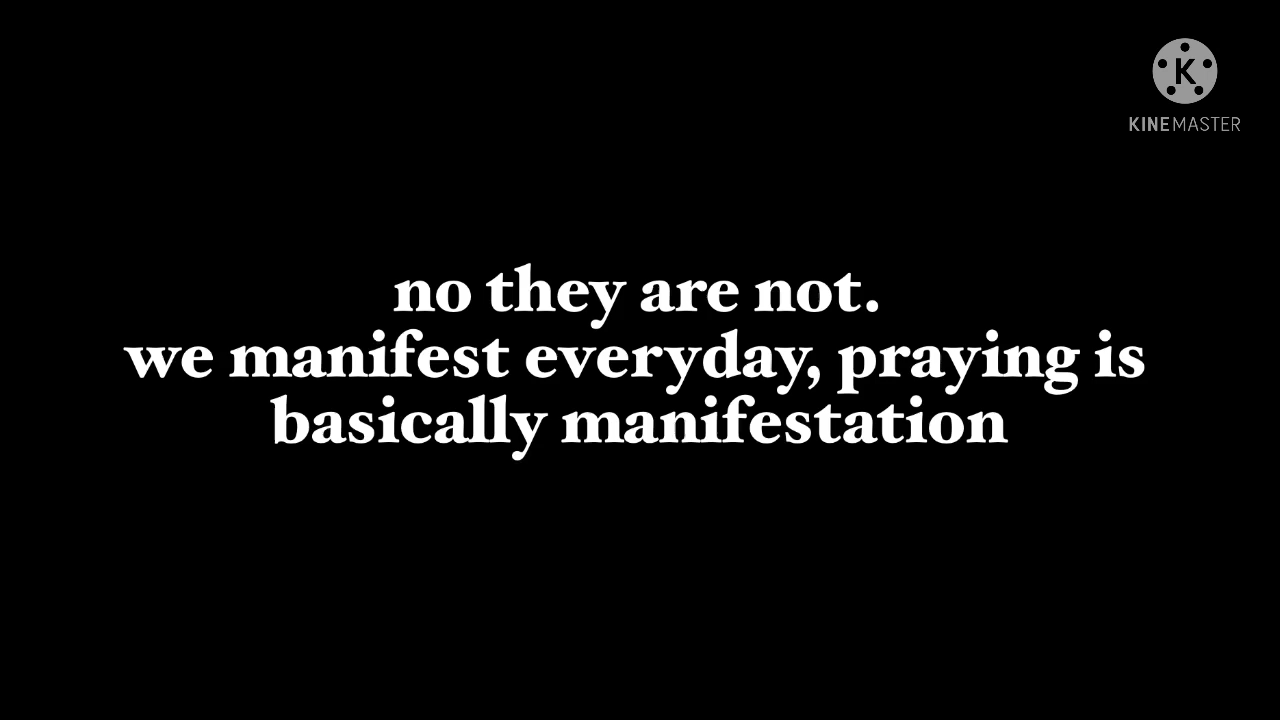 KINEMASTER
no they are not.
we manifest everyday, praying is
basically manifestation